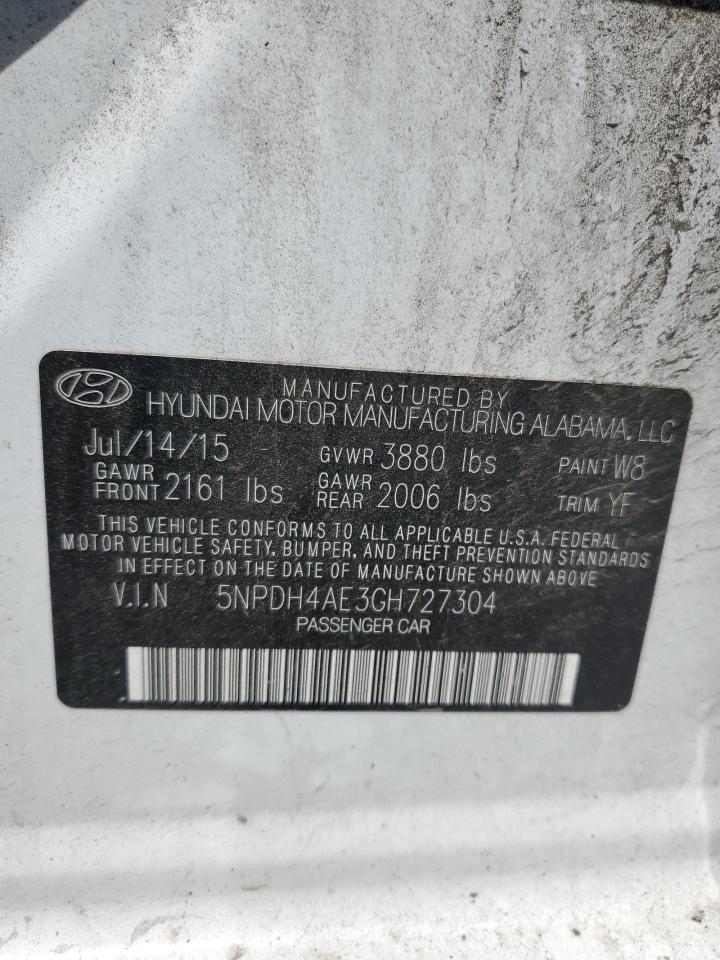 MANUFACTURED BY
HYUNDAI MOTOR MANUFACTURING ALABAMA, LLC
Jul/14/15 GVWR 3880 lbs PAINT W8
GAWR FRONT 2161 lbs GAWR REAR 2006 lbs TRIM YF
THIS VEHICLE CONFORMS TO ALL APPLICABLE U.S.A. FEDERAL
MOTOR VEHICLE SAFETY, BUMPER, AND THEFT PREVENTION STANDARDS
IN EFFECT ON THE DATE OF MANUFACTURE SHOWN ABOVE
V.I.N 5NPDH4AE3GH727304
PASSENGER CAR